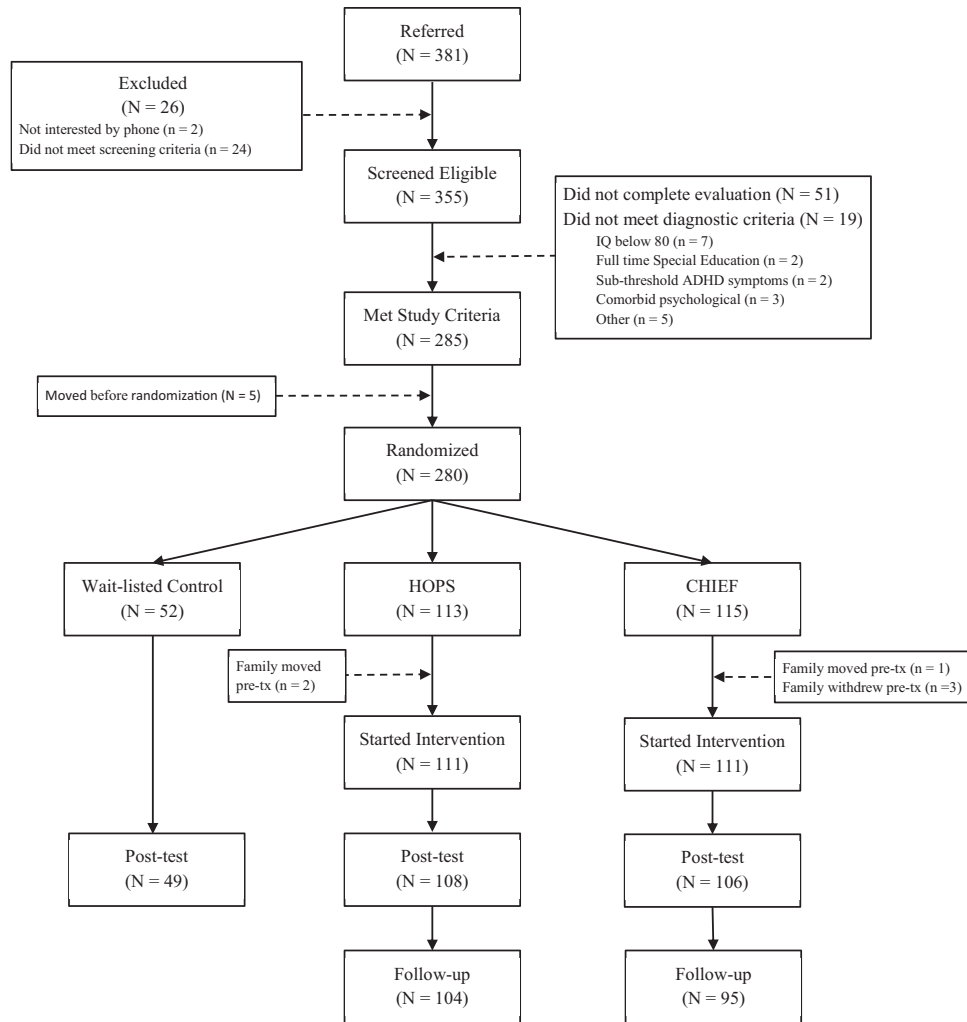 Referred
(N = 381)
Excluded
(N = 26)
Not interested by phone (n = 2)
Did not meet screening criteria (n = 24)
Screened Eligible
(N = 355)
Did not complete evaluation (N = 51)
Did not meet diagnostic criteria (N = 19)
IQ below 80 (n = 7)
Full time Special Education (n = 2)
Sub-threshold ADHD symptoms (n = 2)
Comorbid psychological (n = 3)
Other (n = 5)
Met Study Criteria
(N = 285)
Moved before randomization (N = 5)
Randomized
(N = 280)
Wait-listed Control
(N = 52)
HOPS
(N = 113)
CHIEF
(N = 115)
Family moved
pre-tx (n = 2)
Family moved pre-tx (n = 1)
Family withdrew pre-tx (n =3)
Started Intervention
(N = 111)
Started Intervention
(N = 111)
Post-test
(N = 49)
Post-test
(N = 108)
Post-test
(N = 106)
Follow-up
(N = 104)
Follow-up
(N = 95)